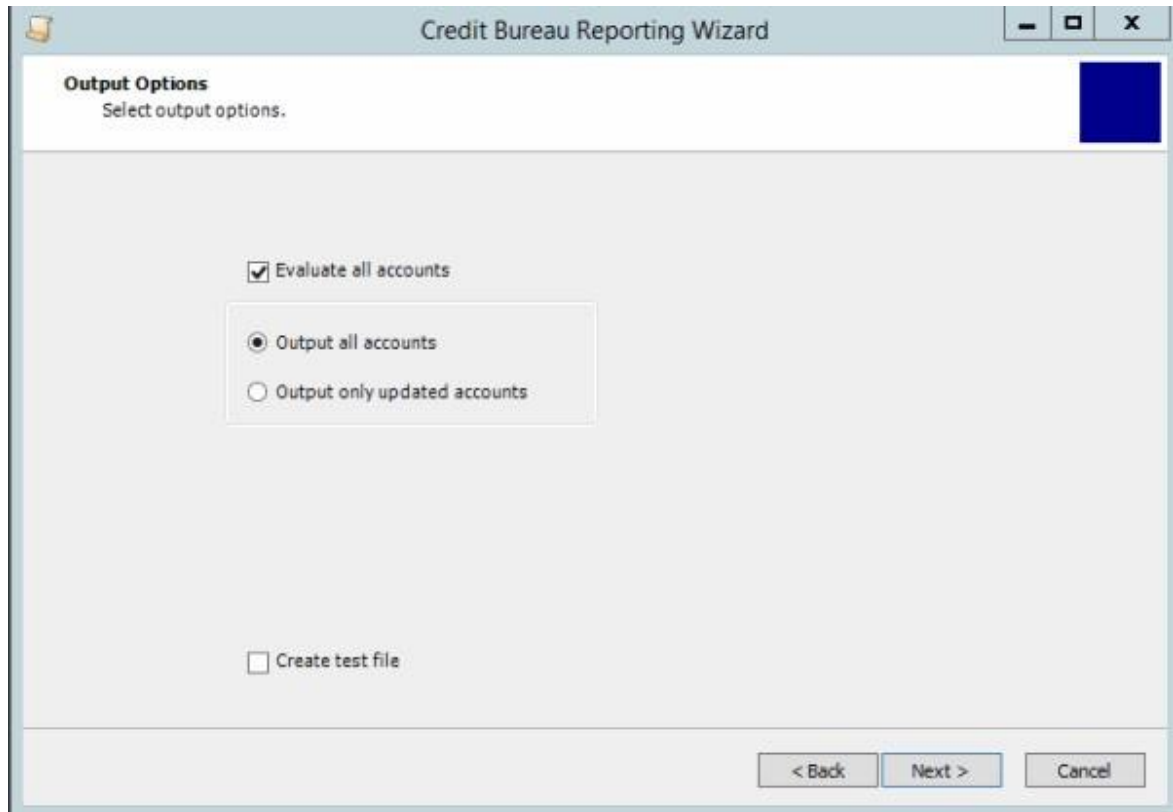 Credit Bureau Reporting Wizard
Output Options
Select output options.
Evaluate all accounts
Output all accounts
Output only updated accounts
Create test file
< Back Next > Cancel